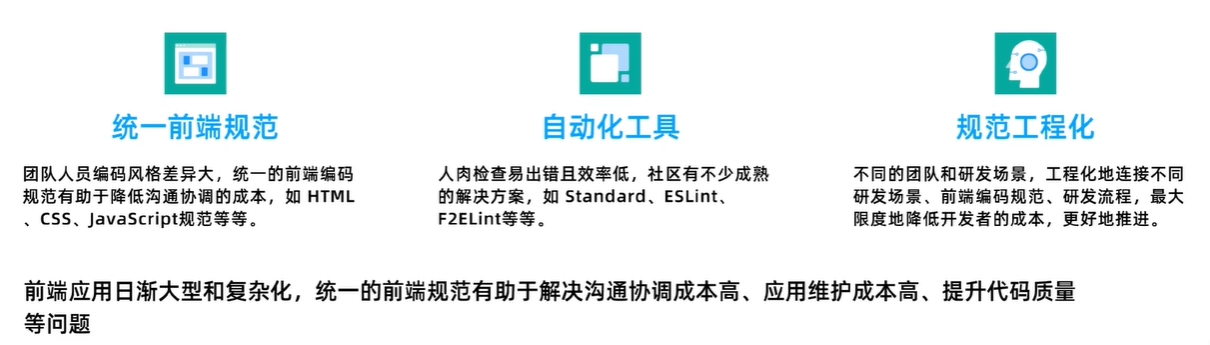 统一前端规范
团队人员编码风格差异大，统一的前端编码
规范有助于降低沟通协调的成本，如 HTML
、CSS、JavaScript规范等等。
自动化工具
人肉检查易出错且效率低，社区有不少成熟
的解决方案，如 Standard、ESLint、
F2ELint等等。
规范工程化
不同的团队和研发场景，工程化地连接不同
研发场景、前端编码规范、研发流程，最大
限度地降低开发者的成本，更好地推进。
前端应用日渐大型和复杂化，统一的前端规范有助于解决沟通协调成本高、应用维护成本高、提升代码质量
等问题